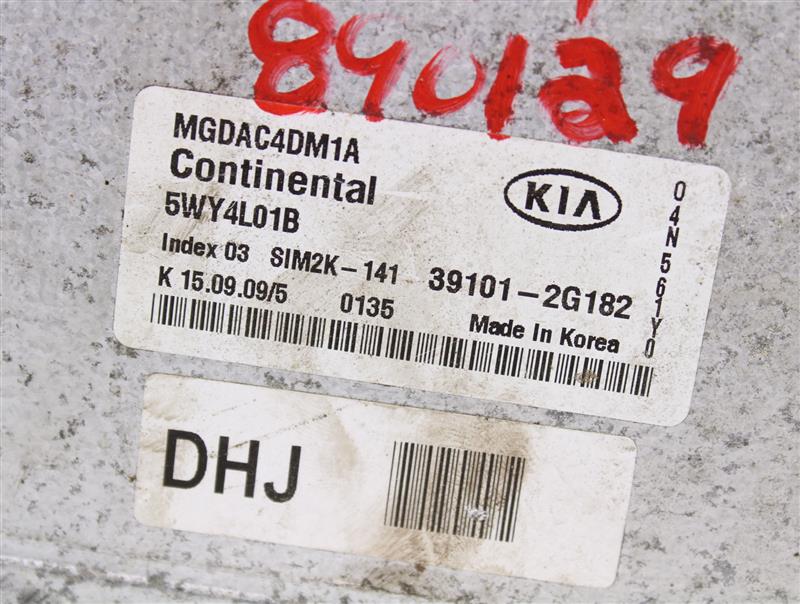 890129
MGDAC4DM1A
Continental
KIA
5WY4L01B
Index 03 SIM2K-141 39101-2G182
K 15.09.09/5 0135 Made In Korea
04N561Y0
DHJ